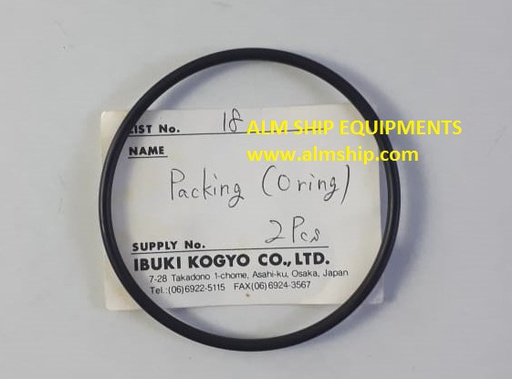 LIST No. 18
ALM SHIP EQUIPMENTS
NAME
www.almship.com
Packing (Oring)
2 Pcs
SUPPLY No.
IBUKI KOGYO CO., LTD.
7-28 Takadono 1-chome, Asahi-ku, Osaka, Japan
Tel.:(06)6922-5115 FAX(06)6924-3567